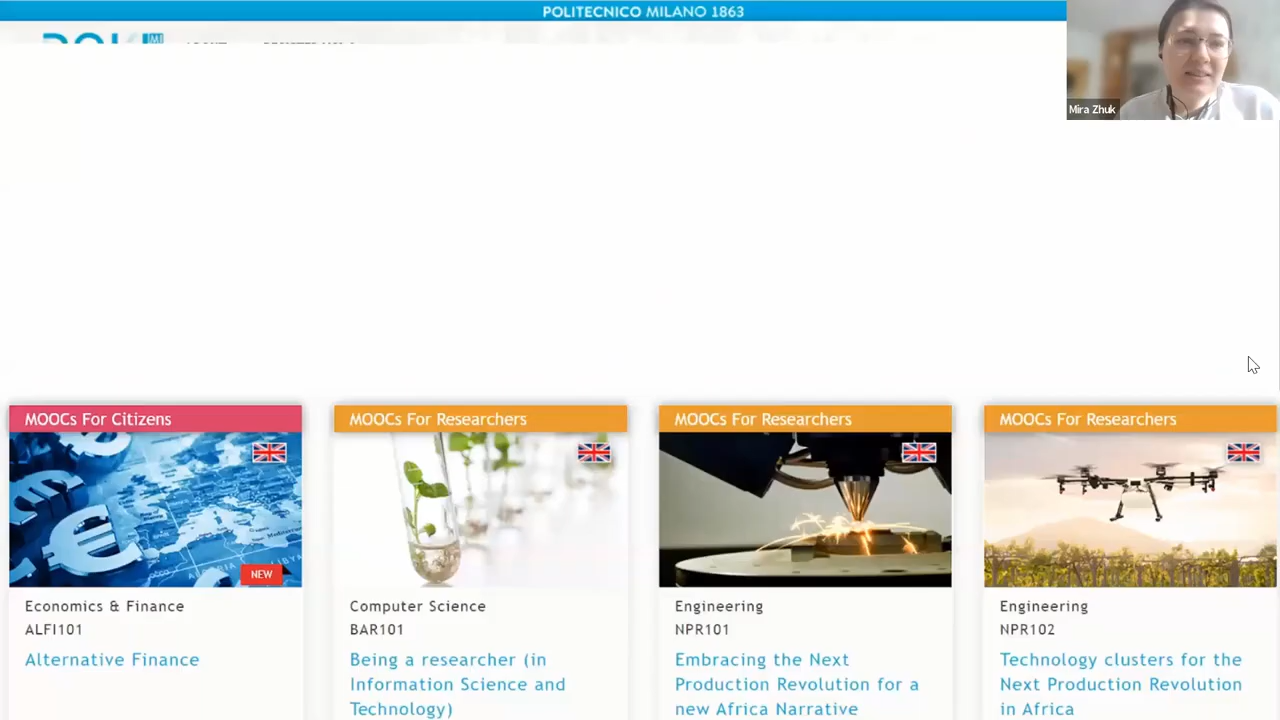 POLITECNICO MILANO 1863
Mira Zhuk
MOOCs For Citizens
MOOCs For Researchers
MOOCs For Researchers
MOOCs For Researchers
NEW
Economics & Finance
ALFI101
Alternative Finance
Computer Science
BAR101
Being a researcher (in
Information Science and
Technology)
Engineering
NPR101
Embracing the Next
Production Revolution for a
new Africa Narrative
Engineering
NPR102
Technology clusters for the
Next Production Revolution
in Africa